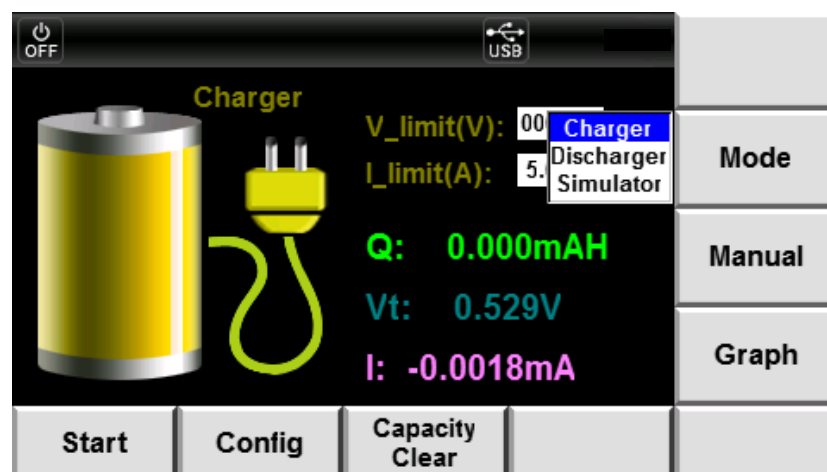 OFF
USB
Charger
V_limit(V): 00
Charger
Discharger
Simulator
I_limit(A): 5.
Q: 0.000mAH
Vt: 0.529V
I: -0.0018mA
Mode
Manual
Graph
Start
Config
Capacity
Clear